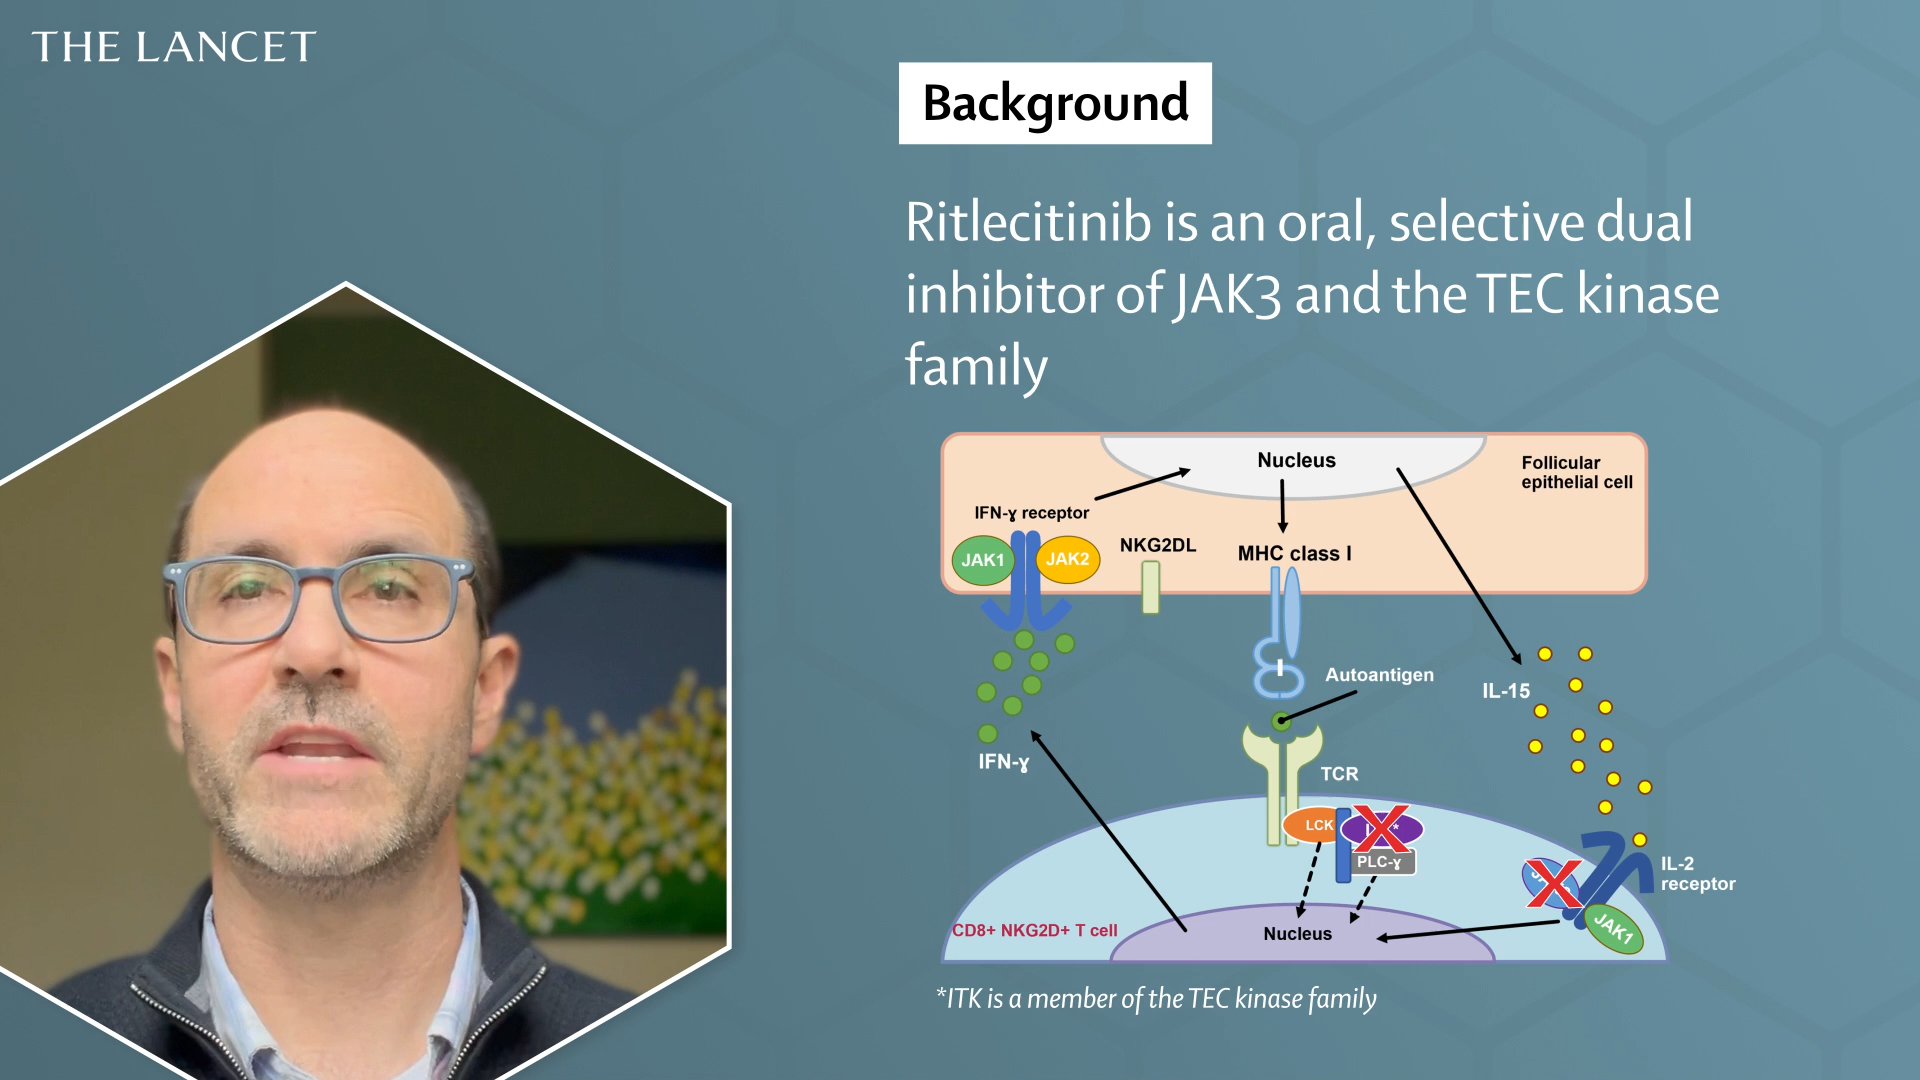 THE LANCET
Background
Ritlecitinib is an oral, selective dual
inhibitor of JAK3 and the TEC kinase
family
Nucleus
Follicular
epithelial cell
IFN-ɣ receptor
JAK1
JAK2
NKG2DL
MHC class I
Autoantigen
IL-15
IFN-ɣ
TCR
LCK
PLC-ɣ
IL-2
receptor
JAK1
CD8+ NKG2D+ T cell
Nucleus
*ITK is a member of the TEC kinase family